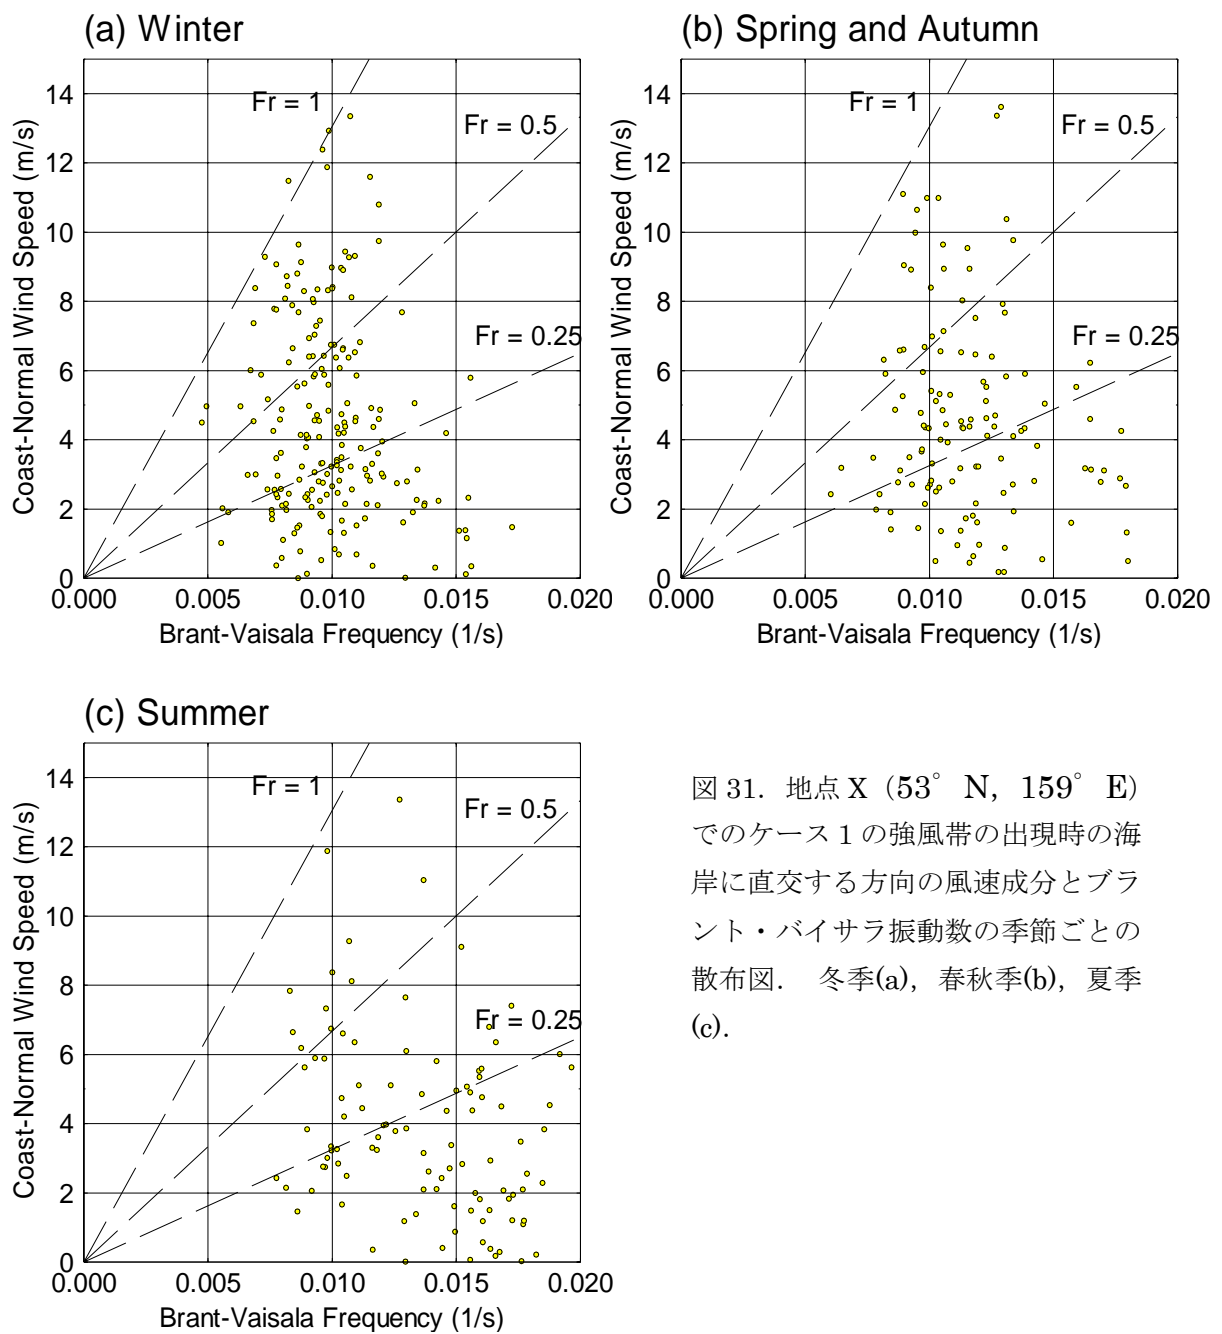 (a) Winter
14
12
10
8
6
4
2
0
Coast-Normal Wind Speed (m/s)
Fr = 1
Fr = 0.5
Fr = 0.25
0.000 0.005 0.010 0.015 0.020
Brant-Vaisala Frequency (1/s)
(b) Spring and Autumn
14
12
10
8
6
4
2
0
Coast-Normal Wind Speed (m/s)
Fr = 1
Fr = 0.5
Fr = 0.25
0.000 0.005 0.010 0.015 0.020
Brant-Vaisala Frequency (1/s)
(c) Summer
14
12
10
8
6
4
2
0
Coast-Normal Wind Speed (m/s)
Fr = 1
Fr = 0.5
Fr = 0.25
0.000 0.005 0.010 0.015 0.020
Brant-Vaisala Frequency (1/s)
図 31. 地点 X（53° N, 159° E）
でのケース 1 の強風帯の出現時の海
岸に直交する方向の風速成分とブラ
ント・バイサラ振動数の季節ごとの
散布図. 冬季(a), 春秋季(b), 夏季
(c).